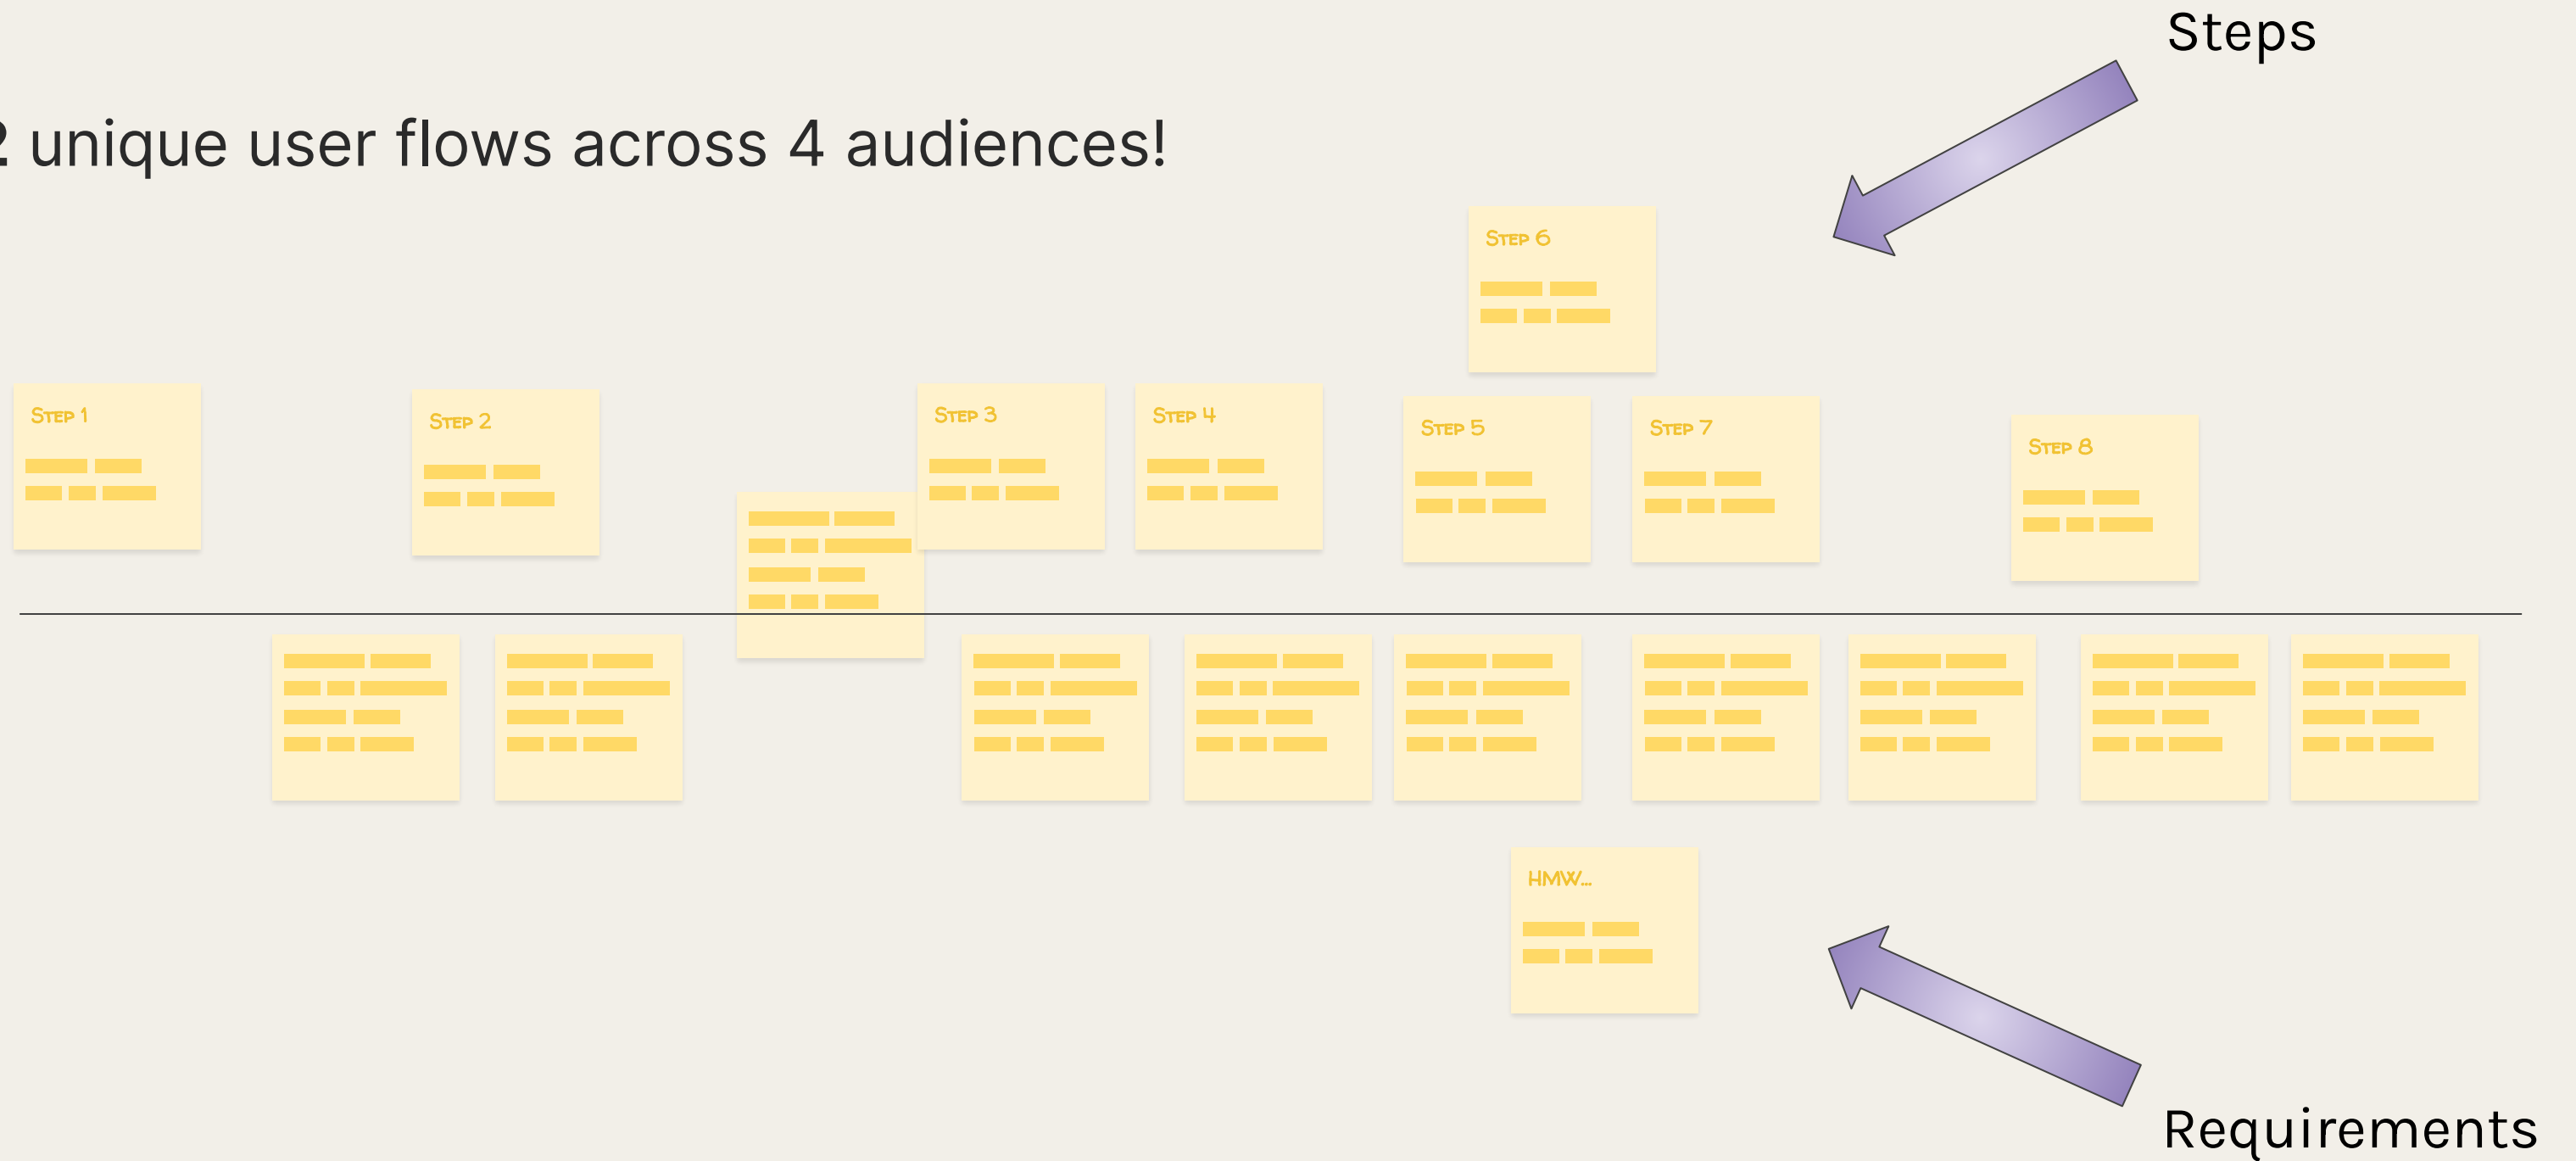 Steps
2 unique user flows across 4 audiences!
Step 6
Step 1
Step 2
Step 3
Step 4
Step 5
Step 7
Step 8
HMW...
Requirements